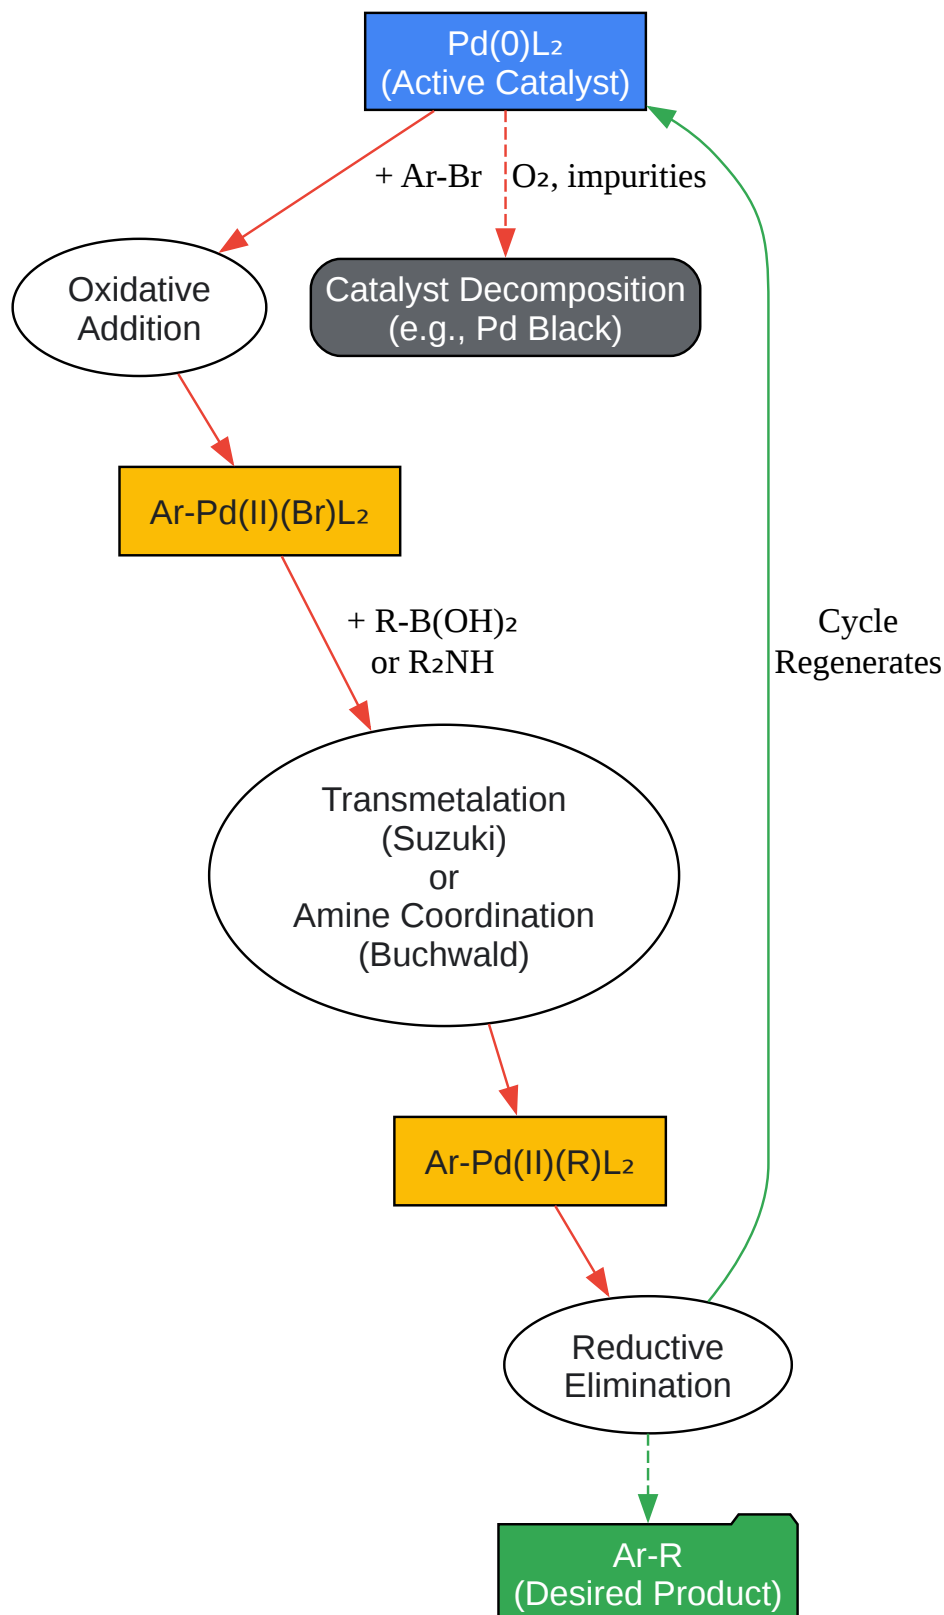 Pd(0)L₂
(Active Catalyst)
+ Ar-Br
O₂, impurities
Oxidative
Addition
Catalyst Decomposition
(e.g., Pd Black)
Ar-Pd(II)(Br)L₂
+ R-B(OH)₂
or R₂NH
Cycle
Regenerates
Transmetalation
(Suzuki)
or
Amine Coordination
(Buchwald)
Ar-Pd(II)(R)L₂
Reductive
Elimination
Ar-R
(Desired Product)